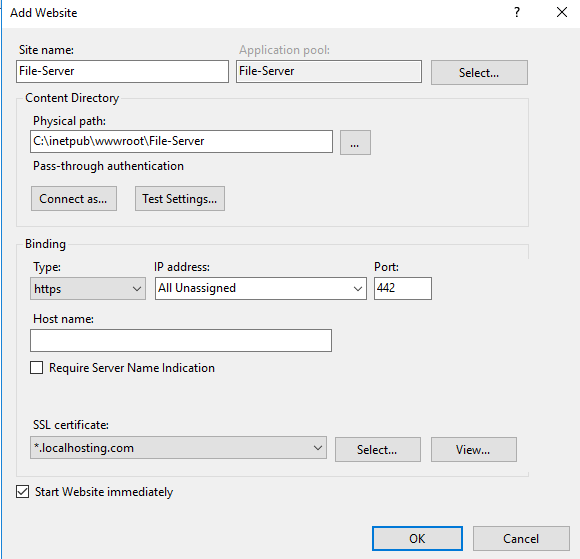 Add Website
?
Site name:
Application pool:
File-Server
File-Server
Select...
Content Directory
Physical path:
C:\inetpub\wwwroot\File-Server
...
Pass-through authentication
Connect as...
Test Settings...
Binding
Type:
IP address:
Port:
https
All Unassigned
442
Host name:
Require Server Name Indication
SSL certificate:
*.localhosting.com
Select...
View...
Start Website immediately
OK
Cancel